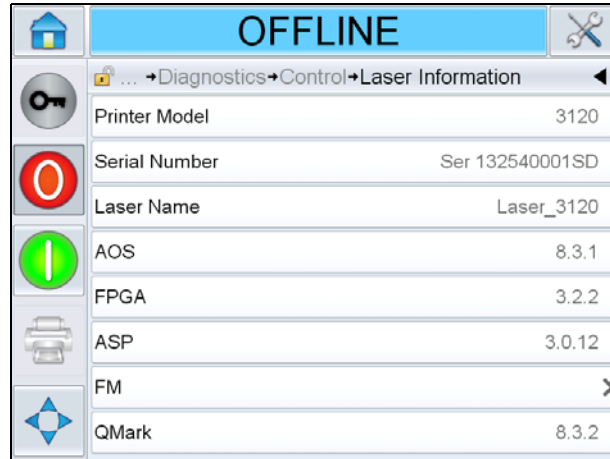 OFFLINE
... →Diagnostics→Control→Laser Information
Printer Model 3120
Serial Number Ser 132540001SD
Laser Name Laser_3120
AOS 8.3.1
FPGA 3.2.2
ASP 3.0.12
FM
QMark 8.3.2